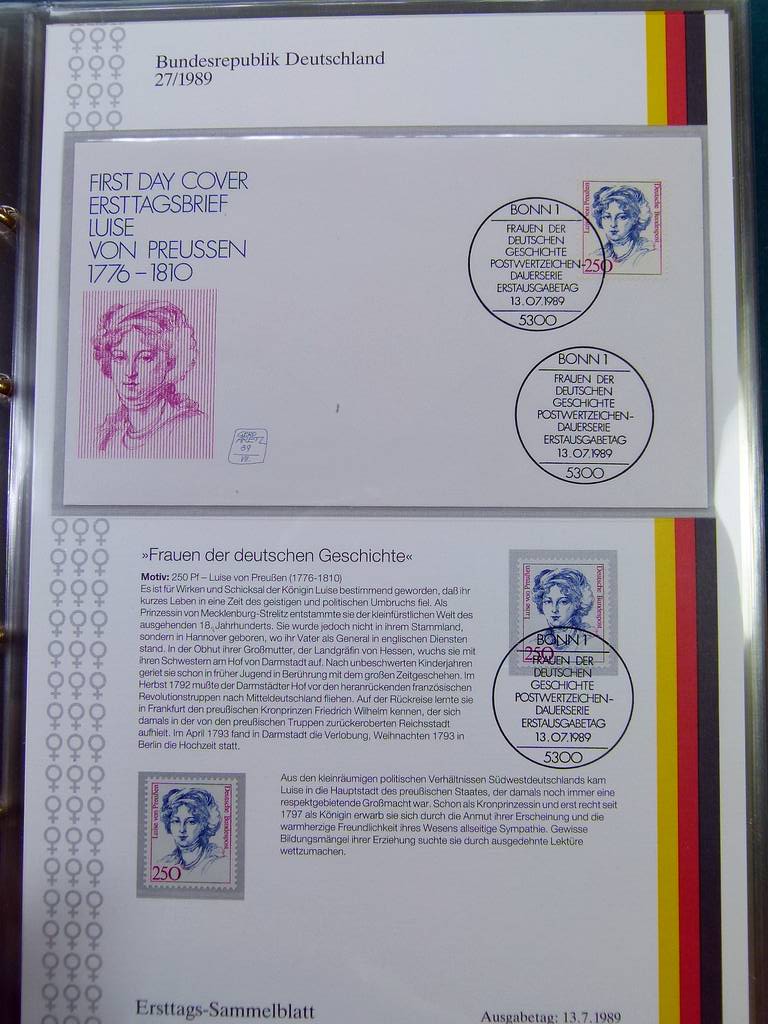 Bundesrepublik Deutschland
27/1989
FIRST DAY COVER
ERSTTAGSBRIEF
LUISE
VON PREUSSEN
1776 – 1810
BONN 1
FRAUEN DER
DEUTSCHEN
GESCHICHTE
POSTWERTZEICHEN-
DAUERSERIE
ERSTAUSGABETAG
13.07.1989
5300
Luise von Preußen
Deutsche Bundespost
250
BONN 1
FRAUEN DER
DEUTSCHEN
GESCHICHTE
POSTWERTZEICHEN-
DAUERSERIE
ERSTAUSGABETAG
13.07.1989
5300
»Frauen der deutschen Geschichte«
Motiv: 250 Pf – Luise von Preußen (1776-1810)
Es ist für Wirken und Schicksal der Königin Luise bestimmend geworden, daß ihr
kurzes Leben in eine Zeit des geistigen und politischen Umbruchs fiel. Als
Prinzessin von Mecklenburg-Strelitz entstammte sie der kleinfürstlichen Welt des
ausgehenden 18. Jahrhunderts. Sie wurde jedoch nicht in ihrem Stammland,
sondern in Hannover geboren, wo ihr Vater als General in englischen Diensten
stand. In der Obhut ihrer Großmutter, der Landgräfin von Hessen, wuchs sie mit
ihren Schwestern am Hof von Darmstadt auf. Nach unbeschwerten Kinderjahren
geriet sie schon in früher Jugend in Berührung mit dem großen Zeitgeschehen. Im
Herbst 1792 mußte der Darmstädter Hof vor den heranrückenden französischen
Revolutionstruppen nach Mitteldeutschland fliehen. Auf der Rückreise lernte sie
in Frankfurt den preußischen Kronprinzen Friedrich Wilhelm kennen, der sich
damals in der von den preußischen Truppen zurückeroberten Reichsstadt
aufhielt. Im April 1793 fand in Darmstadt die Verlobung, Weihnachten 1793 in
Berlin die Hochzeit statt.
Luise von Preußen
Deutsche Bundespost
250
BONN 1
FRAUEN DER
DEUTSCHEN
GESCHICHTE
POSTWERTZEICHEN-
DAUERSERIE
ERSTAUSGABETAG
13.07.1989
5300
Luise von Preußen
Deutsche Bundespost
250
Aus den kleinräumigen politischen Verhältnissen Südwestdeutschlands kam
Luise in die Hauptstadt des preußischen Staates, der damals noch immer eine
respektgebietende Großmacht war. Schon als Kronprinzessin und erst recht seit
1797 als Königin erwarb sie sich durch die Anmut ihrer Erscheinung und die
warmherzige Freundlichkeit ihres Wesens allseitige Sympathie. Gewisse
Bildungsmängel ihrer Erziehung suchte sie durch ausgedehnte Lektüre
wettzumachen.
Ersttags-Sammelblatt
Ausgabetag: 13.7.1989